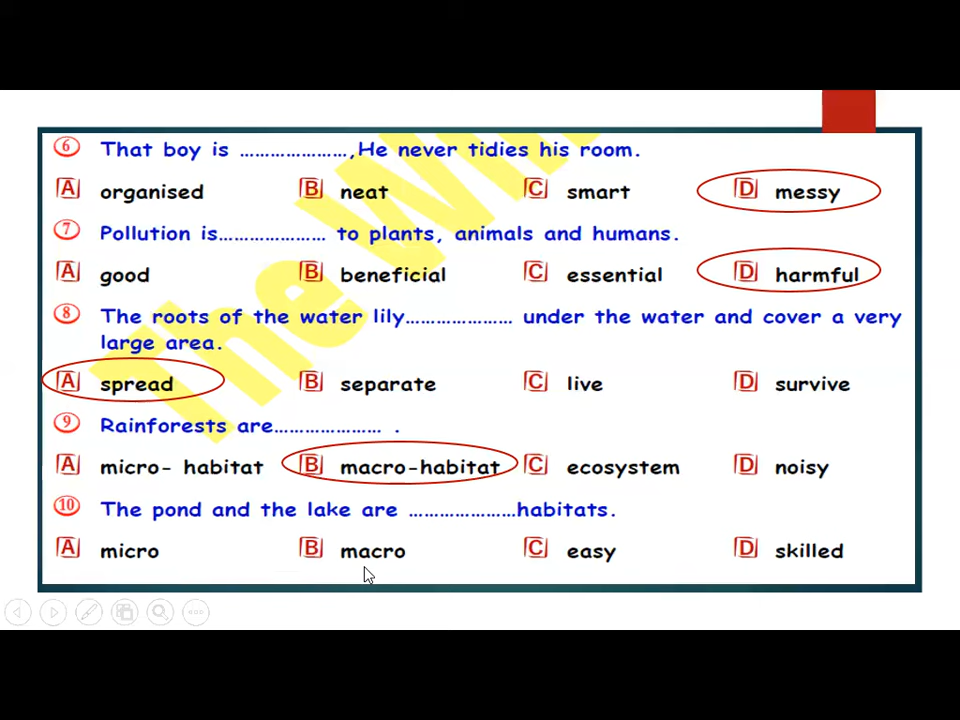 6 That boy is …………………,He never tidies his room.
A organised B neat C smart D messy
7 Pollution is………………… to plants, animals and humans.
A good B beneficial C essential D harmful
8 The roots of the water lily………………… under the water and cover a very
large area.
A spread B separate C live D survive
9 Rainforests are………………… .
A micro- habitat B macro-habitat C ecosystem D noisy
10 The pond and the lake are …………………habitats.
A micro B macro C easy D skilled
The